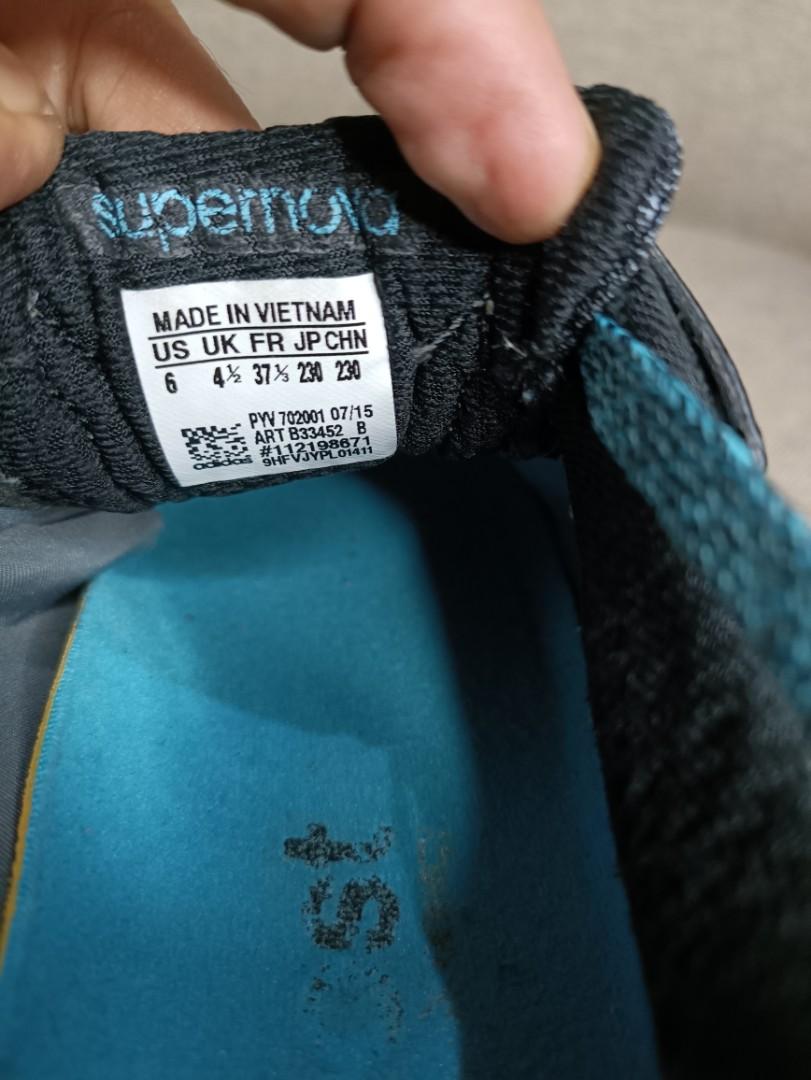 supernova
MADE IN VIETNAM
US UK FR JP CHN
6 4½ 37⅓ 230 230
PYV 702001 07/15
ART B33452 B
#112198671
9HFVJYPL01411
adidas
st